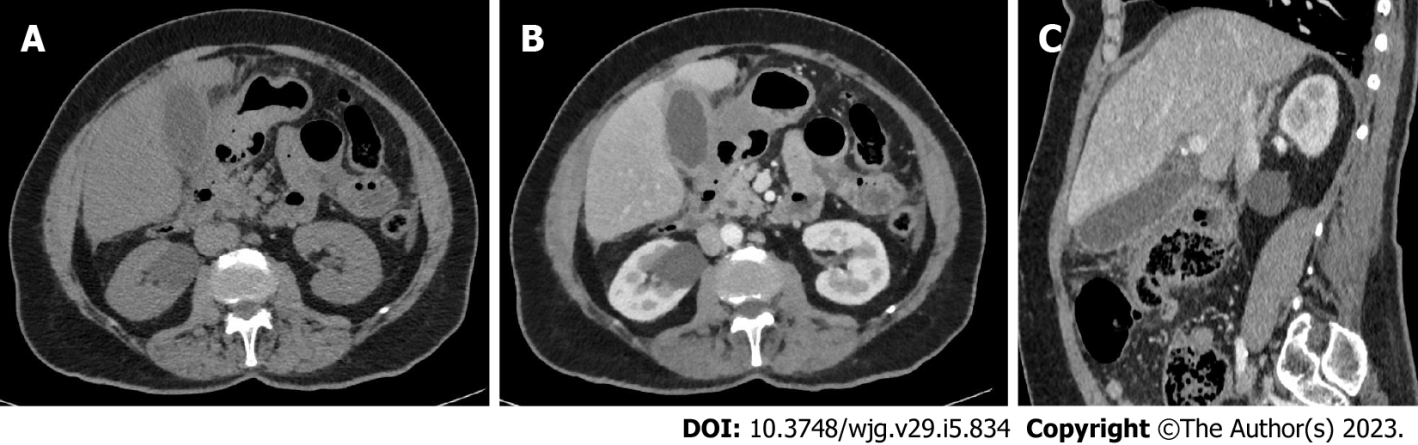 A
B
C
DOI: 10.3748/wjg.v29.i5.834 Copyright ©The Author(s) 2023.